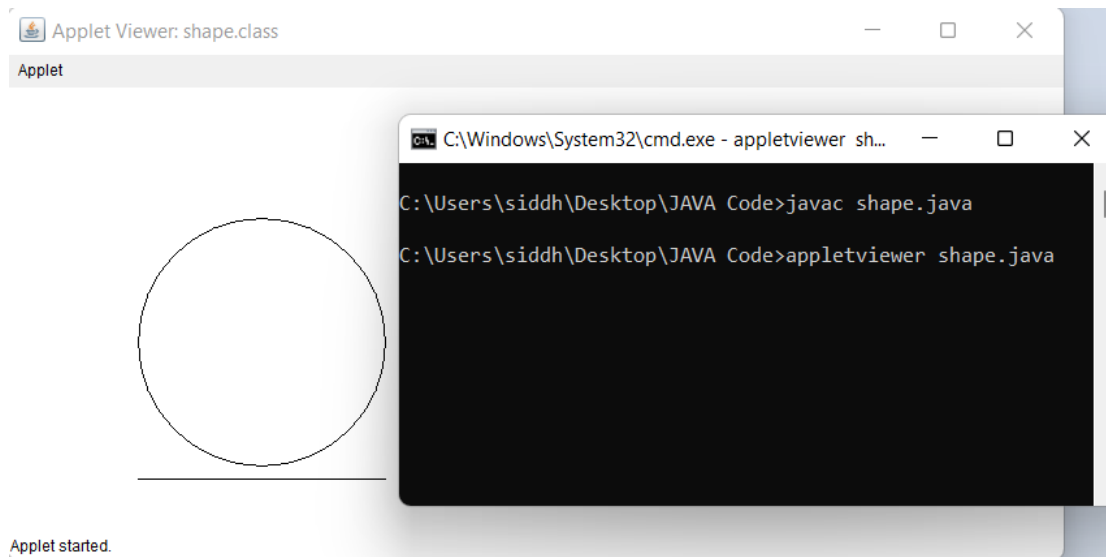 Applet Viewer: shape.class
Applet
C:\Windows\System32\cmd.exe - appletviewer sh...
C:\Users\siddh\Desktop\JAVA Code>javac shape.java
C:\Users\siddh\Desktop\JAVA Code>appletviewer shape.java
Applet started.